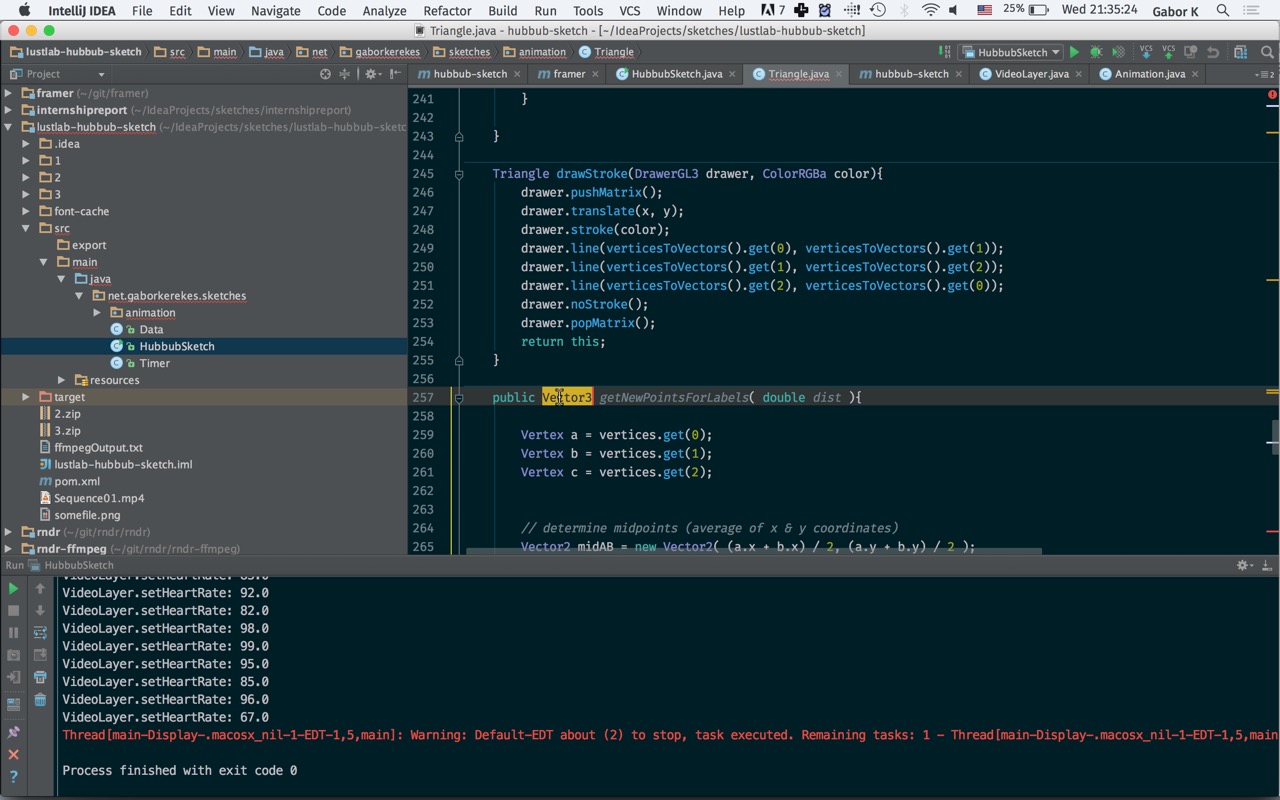 IntelliJ IDEA File Edit View Navigate Code Analyze Refactor Build Run Tools VCS Window Help 7 25% Wed 21:35:24 Gabor K
Triangle.java - hubbub-sketch - [~/IdeaProjects/sketches/lustlab-hubbub-sketch]
lustlab-hubbub-sketch src main java net gaborkerekes sketches animation Triangle HubbubSketch VCS VCS
Project
hubbub-sketch framer HubbubSketch.java Triangle.java hubbub-sketch VideoLayer.java Animation.java
framer (~/git/framer)
internshipreport (~/IdeaProjects/sketches/internshipreport)
lustlab-hubbub-sketch (~/IdeaProjects/sketches/lustlab-hubbub-sketc
.idea
1
2
3
font-cache
src
export
main
java
net.gaborkerekes.sketches
animation
Data
HubbubSketch
Timer
resources
target
2.zip
3.zip
ffmpegOutput.txt
lustlab-hubbub-sketch.iml
pom.xml
Sequence01.mp4
somefile.png
rndr (~/git/rndr/rndr)
rndr-ffmpeg (~/git/rndr/rndr-ffmpeg)
241 }
242
243 }
244
245 Triangle drawStroke(DrawerGL3 drawer, ColorRGBa color){
246 drawer.pushMatrix();
247 drawer.translate(x, y);
248 drawer.stroke(color);
249 drawer.line(verticesToVectors().get(0), verticesToVectors().get(1));
250 drawer.line(verticesToVectors().get(1), verticesToVectors().get(2));
251 drawer.line(verticesToVectors().get(2), verticesToVectors().get(0));
252 drawer.noStroke();
253 drawer.popMatrix();
254 return this;
255 }
256
257 public Vector3 getNewPointsForLabels( double dist ){
258
259 Vertex a = vertices.get(0);
260 Vertex b = vertices.get(1);
261 Vertex c = vertices.get(2);
262
263
264 // determine midpoints (average of x & y coordinates)
265 Vector2 midAB = new Vector2( (a.x + b.x) / 2, (a.y + b.y) / 2 );
Run HubbubSketch
VideoLayer.setHeartRate: 92.0
VideoLayer.setHeartRate: 82.0
VideoLayer.setHeartRate: 98.0
VideoLayer.setHeartRate: 99.0
VideoLayer.setHeartRate: 95.0
VideoLayer.setHeartRate: 85.0
VideoLayer.setHeartRate: 96.0
VideoLayer.setHeartRate: 67.0
Thread[main-Display-.macosx_nil-1-EDT-1,5,main]: Warning: Default-EDT about (2) to stop, task executed. Remaining tasks: 1 - Thread[main-Display-.macosx_nil-1-EDT-1,5,main
Process finished with exit code 0